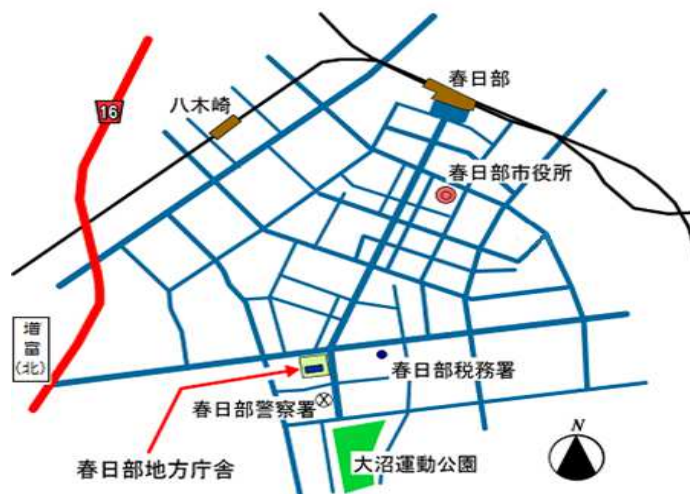 春日部
16
八木崎
春日部市役所
増富
(北)
春日部税務署
春日部警察署
春日部地方庁舎
大沼運動公園
N